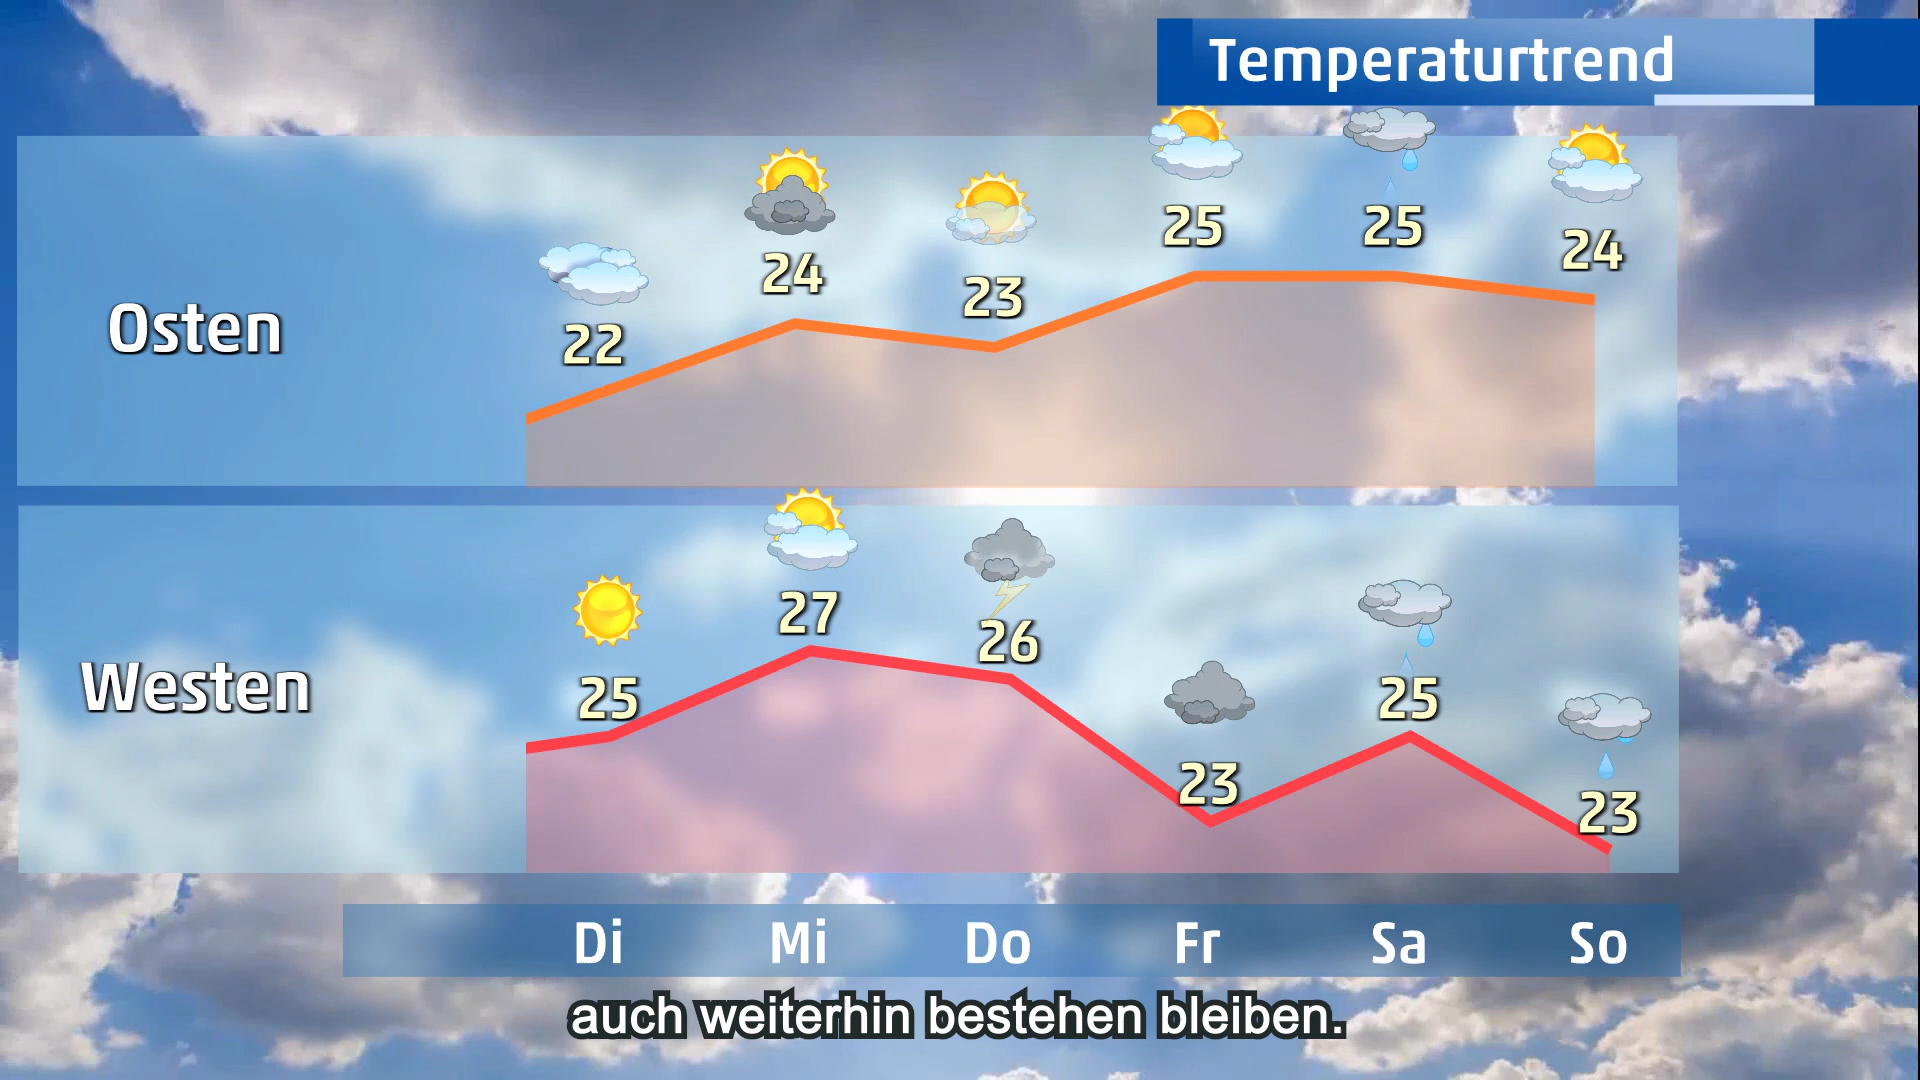 Temperaturtrend
Osten
22 24 23 25 25 24
Westen
25 27 26 23 25 23
Di Mi Do Fr Sa So
auch weiterhin bestehen bleiben.